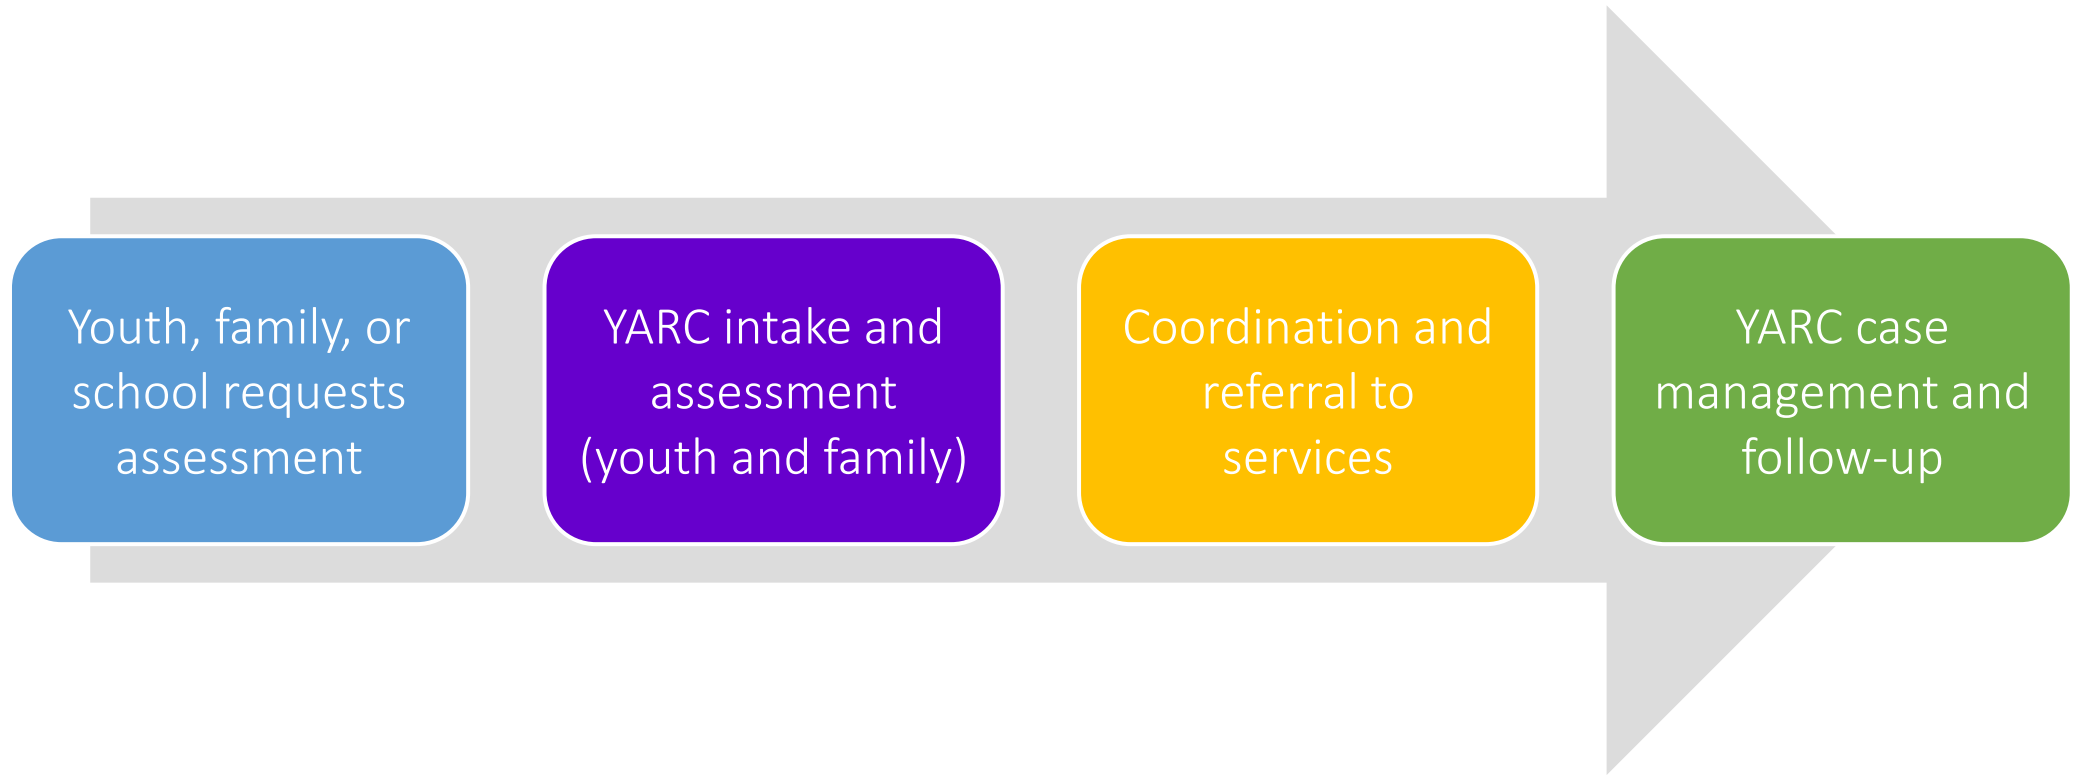 Youth, family, or
school requests
assessment
YARC intake and
assessment
(youth and family)
Coordination and
referral to
services
YARC case
management and
follow-up